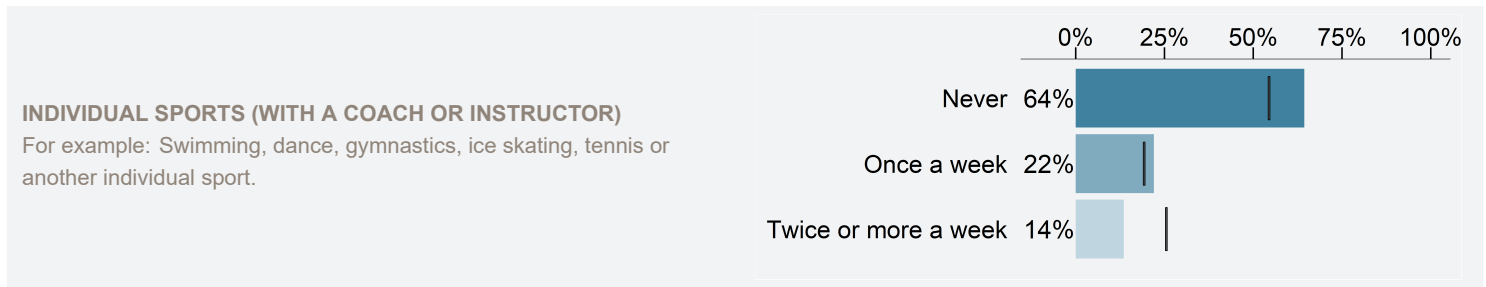 INDIVIDUAL SPORTS (WITH A COACH OR INSTRUCTOR)
For example: Swimming, dance, gymnastics, ice skating, tennis or
another individual sport.
0% 25% 50% 75% 100%
Never 64%
Once a week 22%
Twice or more a week 14%